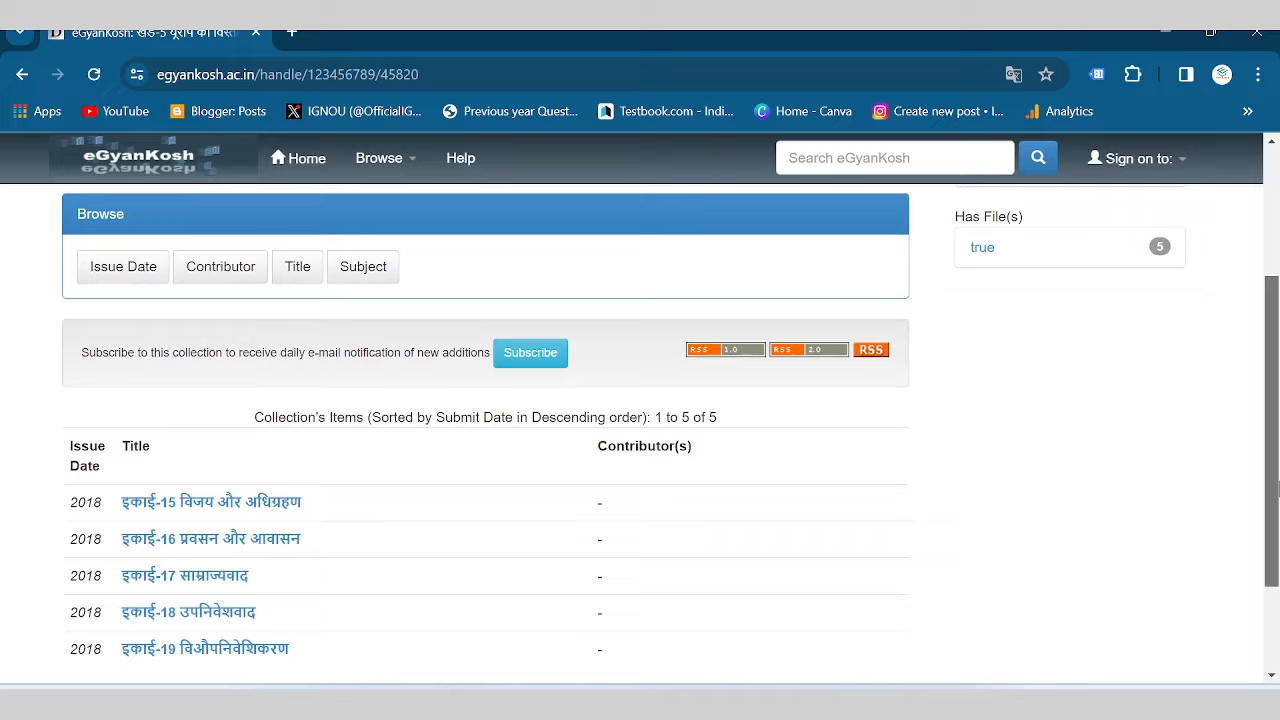 eGyanKosh: खंड-5 यूरोप का विस्त
egyankosh.ac.in/handle/123456789/45820
Apps YouTube Blogger: Posts IGNOU (@OfficialIG... Previous year Quest... Testbook.com - Indi... Home - Canva Create new post • I... Analytics »
eGyanKosh Home Browse Help Search eGyanKosh Sign on to:
Browse
Issue Date Contributor Title Subject
Has File(s)
true 5
to receive daily e-mail notification of new additions Subscribe RSS 1.0 RSS 2.0 RSS
Collection's Items (Sorted by Submit Date in Descending order): 1 to 5 of 5
Issue Date Title Contributor(s)
2018 इकाई-15 विजय और अधिग्रहण -
2018 इकाई-16 प्रवसन और आवासन -
2018 इकाई-17 साम्राज्यवाद -
2018 इकाई-18 उपनिवेशवाद -
2018 इकाई-19 विऔपनिवेशिकरण -